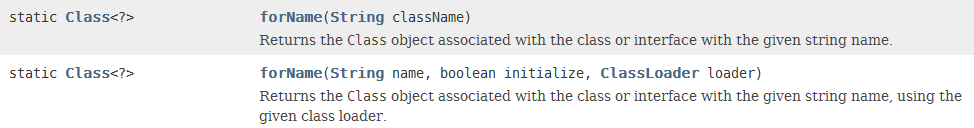 static Class<?> forName(String className)
Returns the Class object associated with the class or interface with the given string name.
static Class<?> forName(String name, boolean initialize, ClassLoader loader)
Returns the Class object associated with the class or interface with the given string name, using the
given class loader.